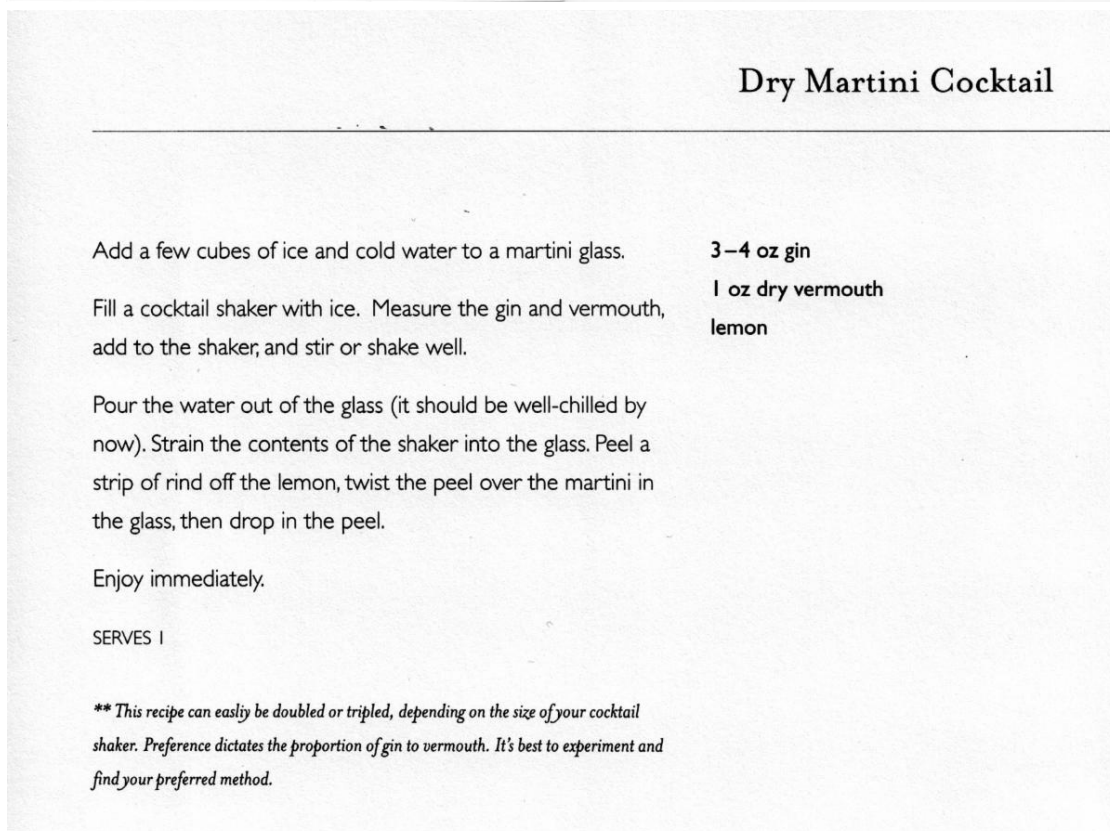 Dry Martini Cocktail
Add a few cubes of ice and cold water to a martini glass.
Fill a cocktail shaker with ice. Measure the gin and vermouth,
add to the shaker, and stir or shake well.
Pour the water out of the glass (it should be well-chilled by
now). Strain the contents of the shaker into the glass. Peel a
strip of rind off the lemon, twist the peel over the martini in
the glass, then drop in the peel.
Enjoy immediately.
SERVES 1
** This recipe can easliy be doubled or tripled, depending on the size of your cocktail
shaker. Preference dictates the proportion of gin to vermouth. It's best to experiment and
find your preferred method.
3–4 oz gin
1 oz dry vermouth
lemon